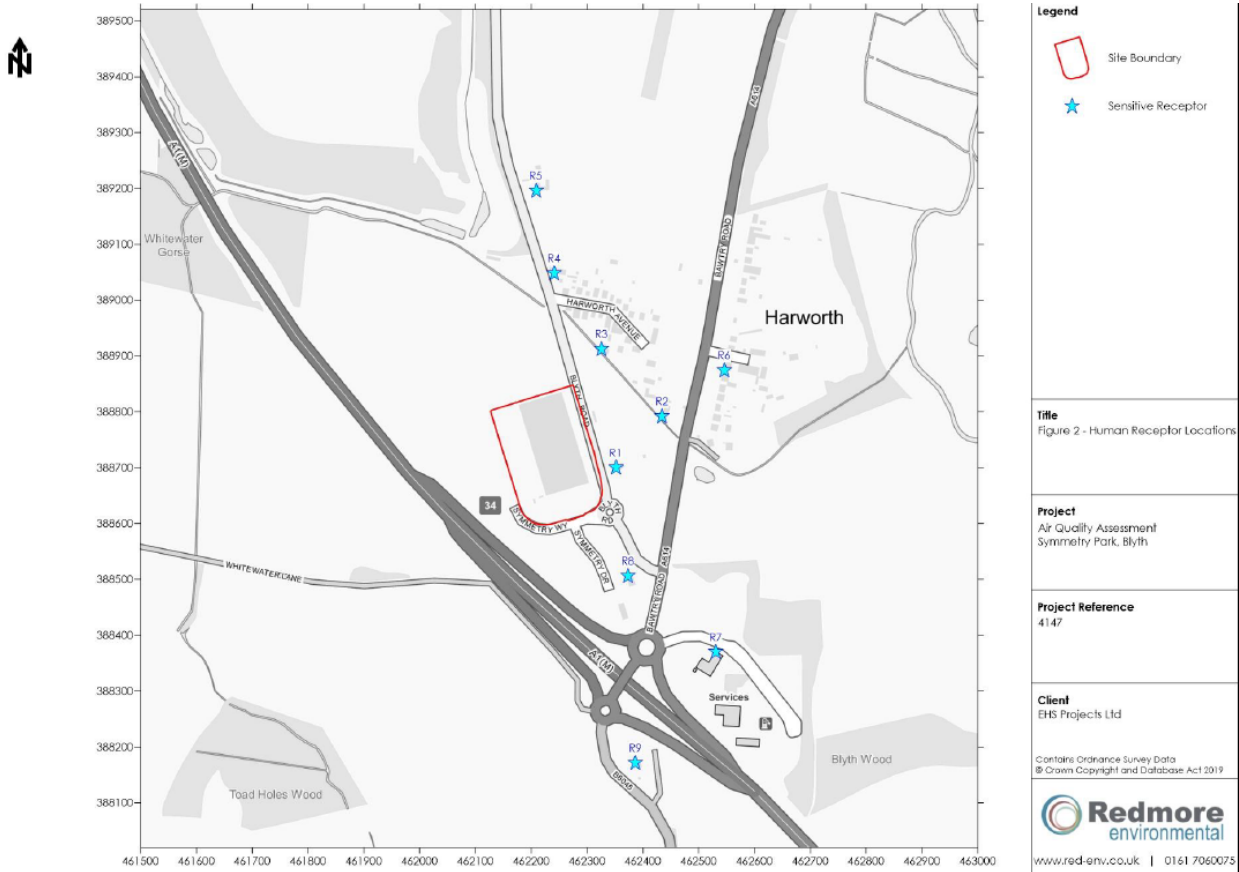 N
389500
389400
389300
389200
389100
389000
388900
388800
388700
388600
388500
388400
388300
388200
388100
461500 461600 461700 461800 461900 462000 462100 462200 462300 462400 462500 462600 462700 462800 462900 463000
A1(M)
A614
R5
Whitewater
Gorse
BAWTRY ROAD
R4
HARWORTH AVENUE
Harworth
R3
R6
BLYTH ROAD
R2
R1
34
BLYTH
RD
SYMMETRY WY
SYMMETRY DR
R8
WHITEWATER LANE
BAWTRY ROAD A614
R7
A1(M)
Services
R9
B6045
Blyth Wood
Toad Holes Wood
Legend
Site Boundary
Sensitive Receptor
Title
Figure 2 - Human Receptor Locations
Project
Air Quality Assessment
Symmetry Park, Blyth
Project Reference
4147
Client
EHS Projects Ltd
Contains Ordnance Survey Data
© Crown Copyright and Database Act 2019
Redmore
environmental
www.red-env.co.uk | 0161 7060075